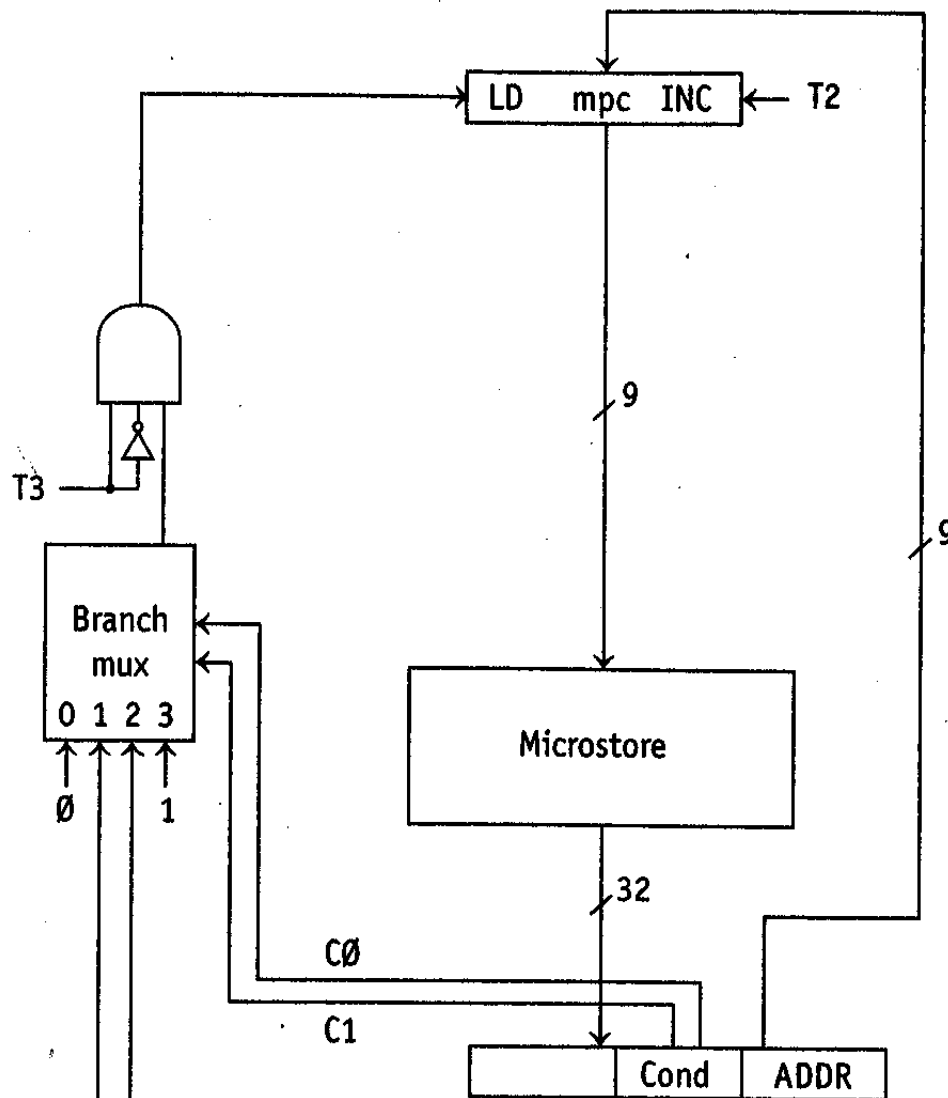 LD mpc INC
T2
9
T3
9
Branch
mux
0 1 2 3
Ø 1
Microstore
32
CØ
C1
Cond ADDR